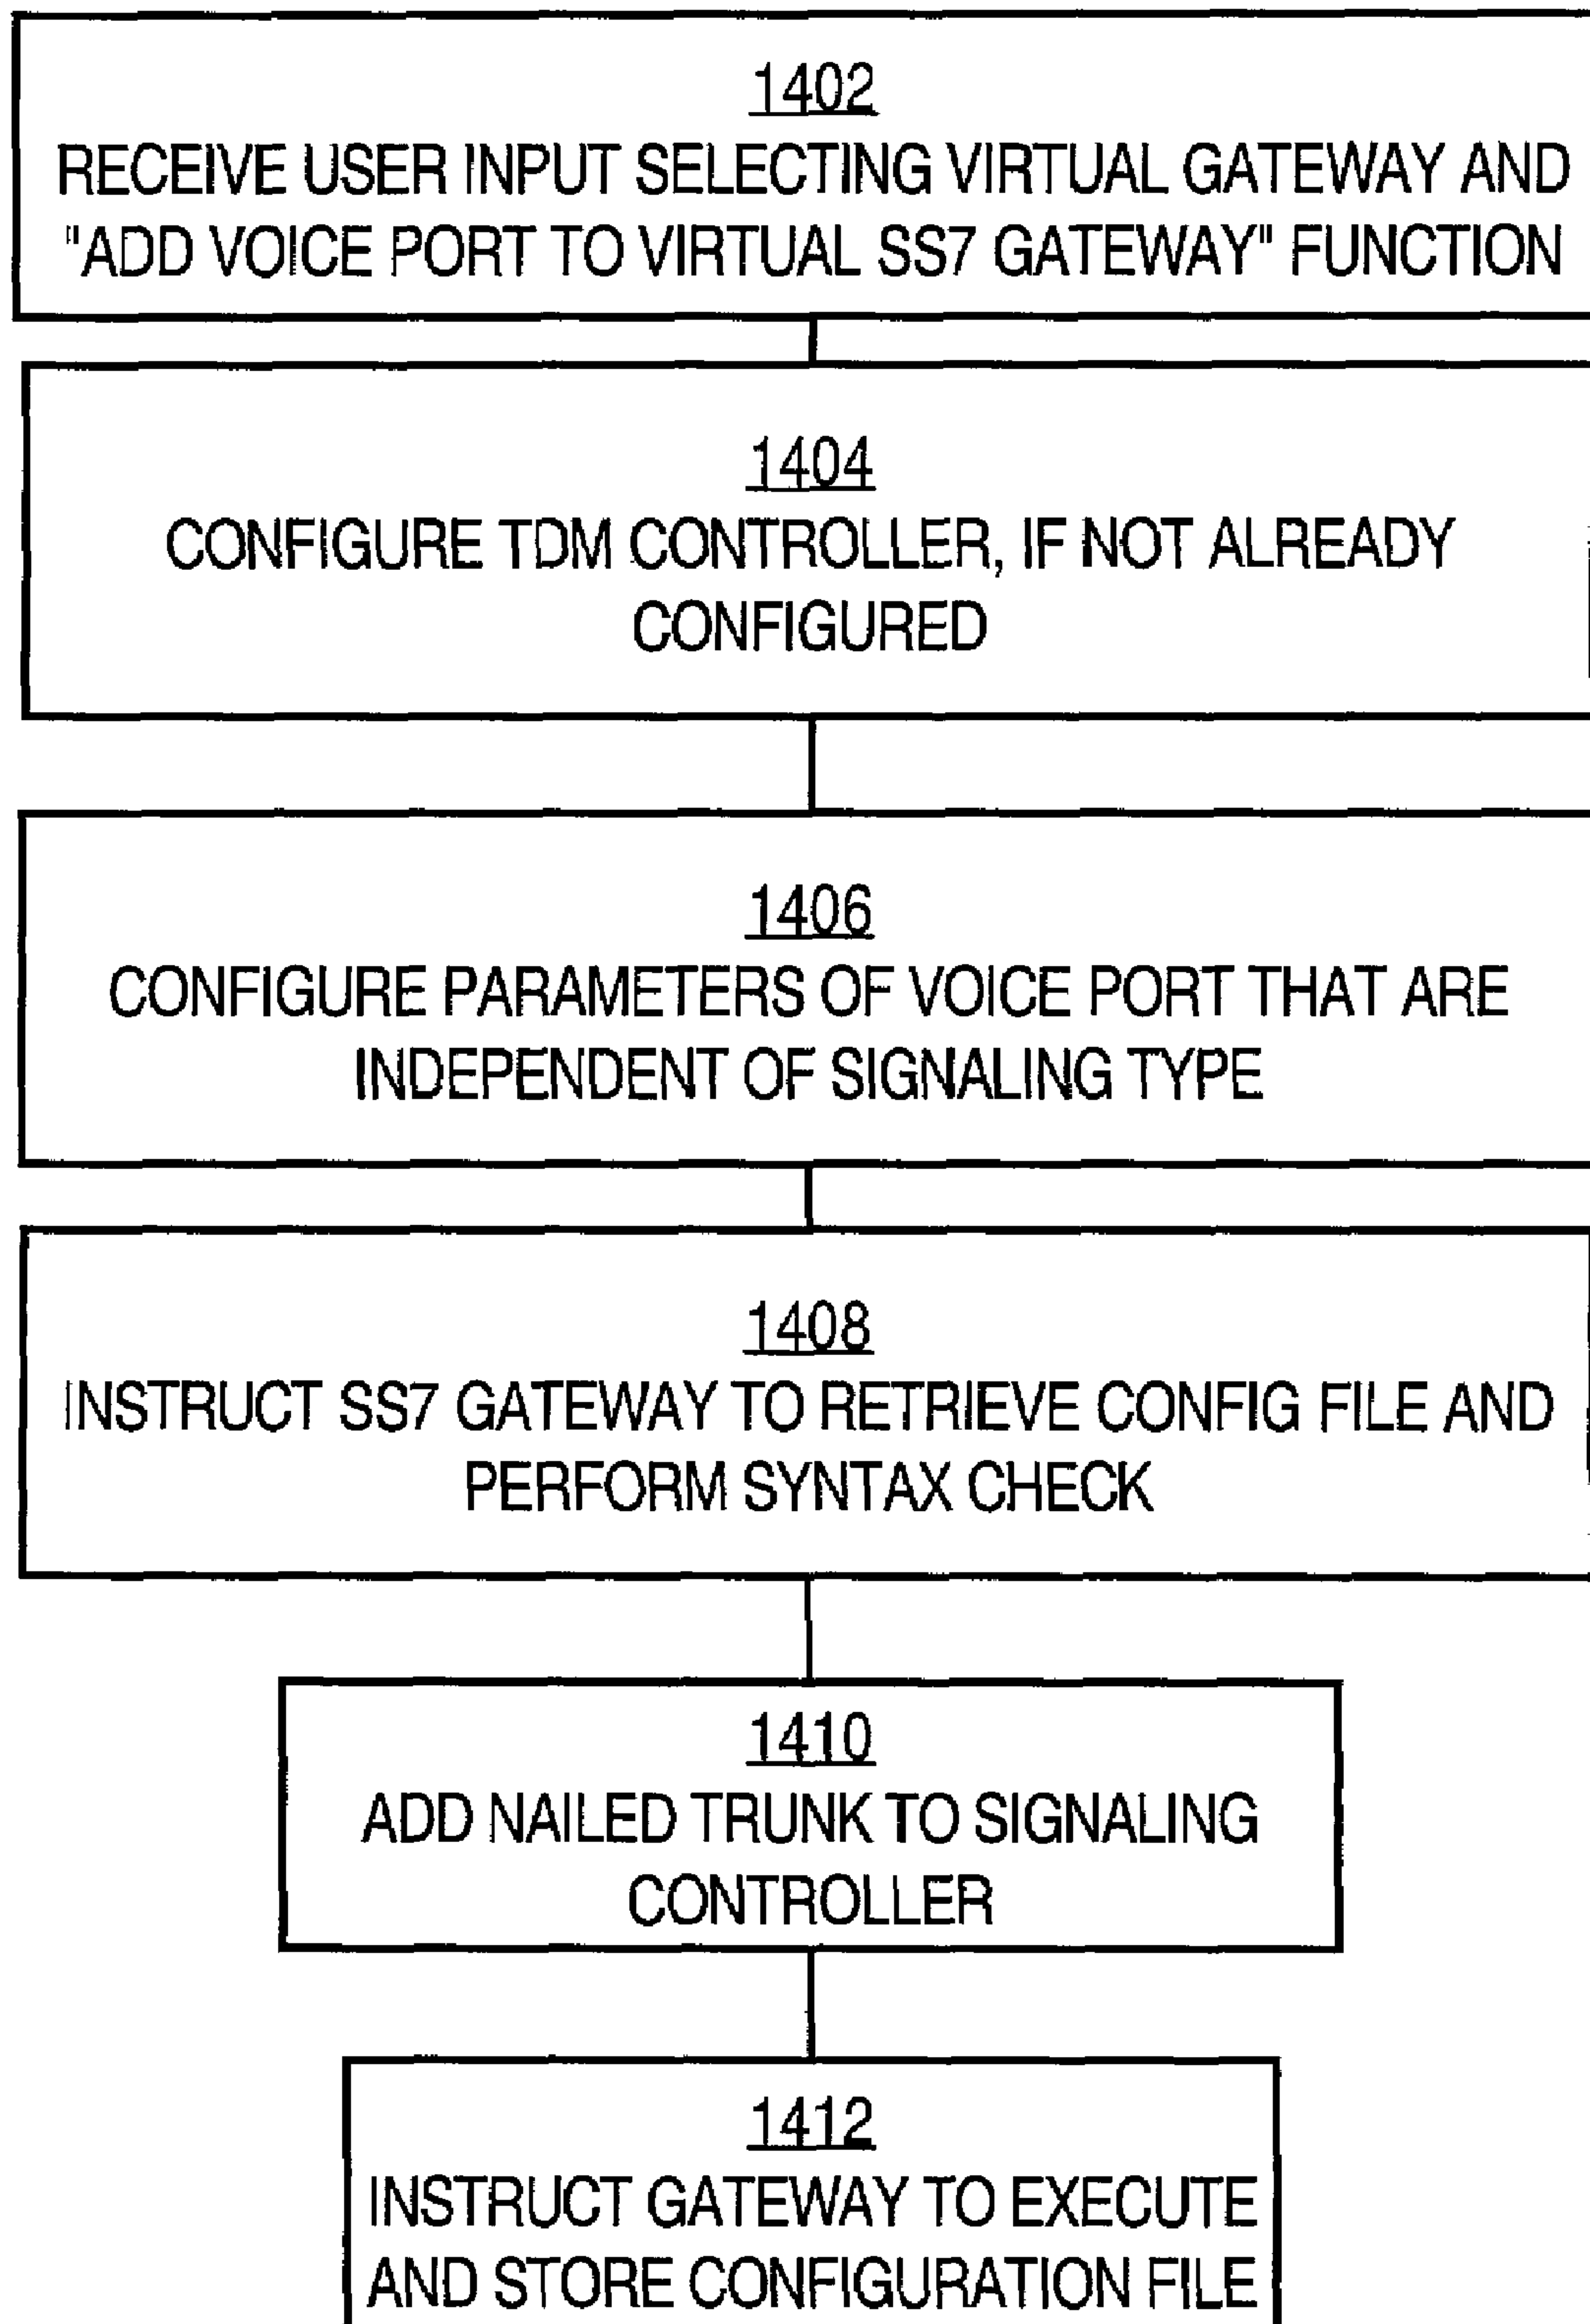 1402
RECEIVE USER INPUT SELECTING VIRTUAL GATEWAY AND
"ADD VOICE PORT TO VIRTUAL SS7 GATEWAY" FUNCTION
1404
CONFIGURE TDM CONTROLLER, IF NOT ALREADY
CONFIGURED
1406
CONFIGURE PARAMETERS OF VOICE PORT THAT ARE
INDEPENDENT OF SIGNALING TYPE
1408
INSTRUCT SS7 GATEWAY TO RETRIEVE CONFIG FILE AND
PERFORM SYNTAX CHECK
1410
ADD NAILED TRUNK TO SIGNALING
CONTROLLER
1412
INSTRUCT GATEWAY TO EXECUTE
AND STORE CONFIGURATION FILE